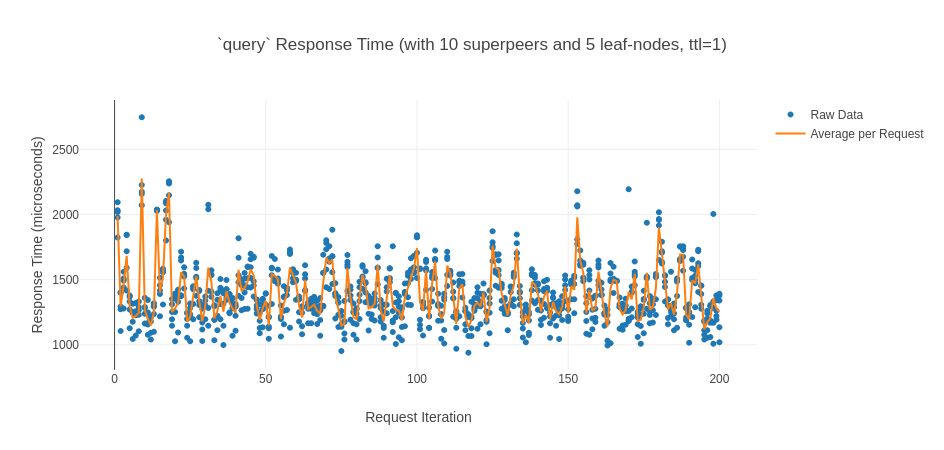 `query` Response Time (with 10 superpeers and 5 leaf-nodes, ttl=1)
Raw Data
Average per Request
Response Time (microseconds)
2500
2000
1500
1000
0
50
100
150
200
Request Iteration